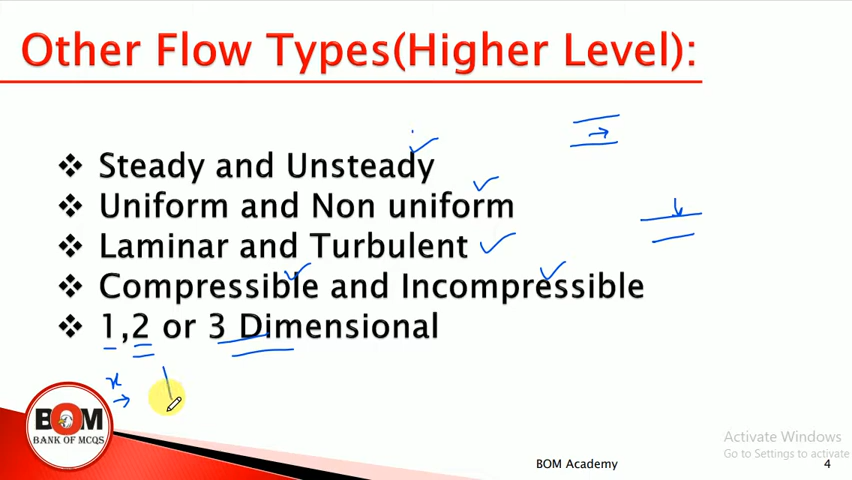 Other Flow Types(Higher Level):
❖ Steady and Unsteady
❖ Uniform and Non uniform
❖ Laminar and Turbulent
❖ Compressible and Incompressible
❖ 1,2 or 3 Dimensional
x
BOM
BANK OF MCQS
Activate Windows
Go to Settings to activate
BOM Academy
4